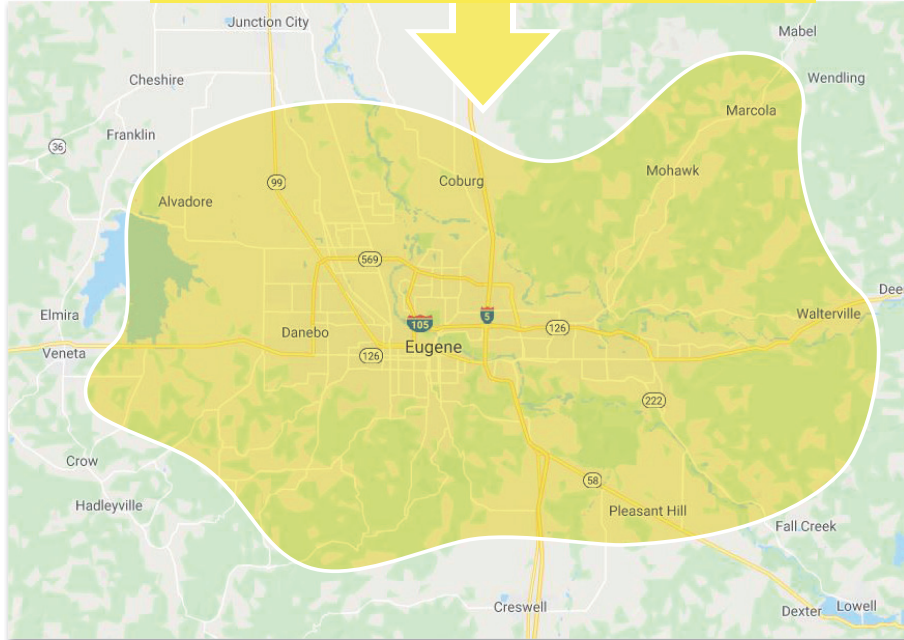 Junction City
Mabel
Cheshire
Wendling
Marcola
Franklin
36
Mohawk
99
Coburg
Alvadore
569
Elmira
Walterville
5
105
126
Danebo
Eugene
Veneta
126
222
Crow
58
Hadleyville
Pleasant Hill
Fall Creek
Creswell
Dexter
Lowell